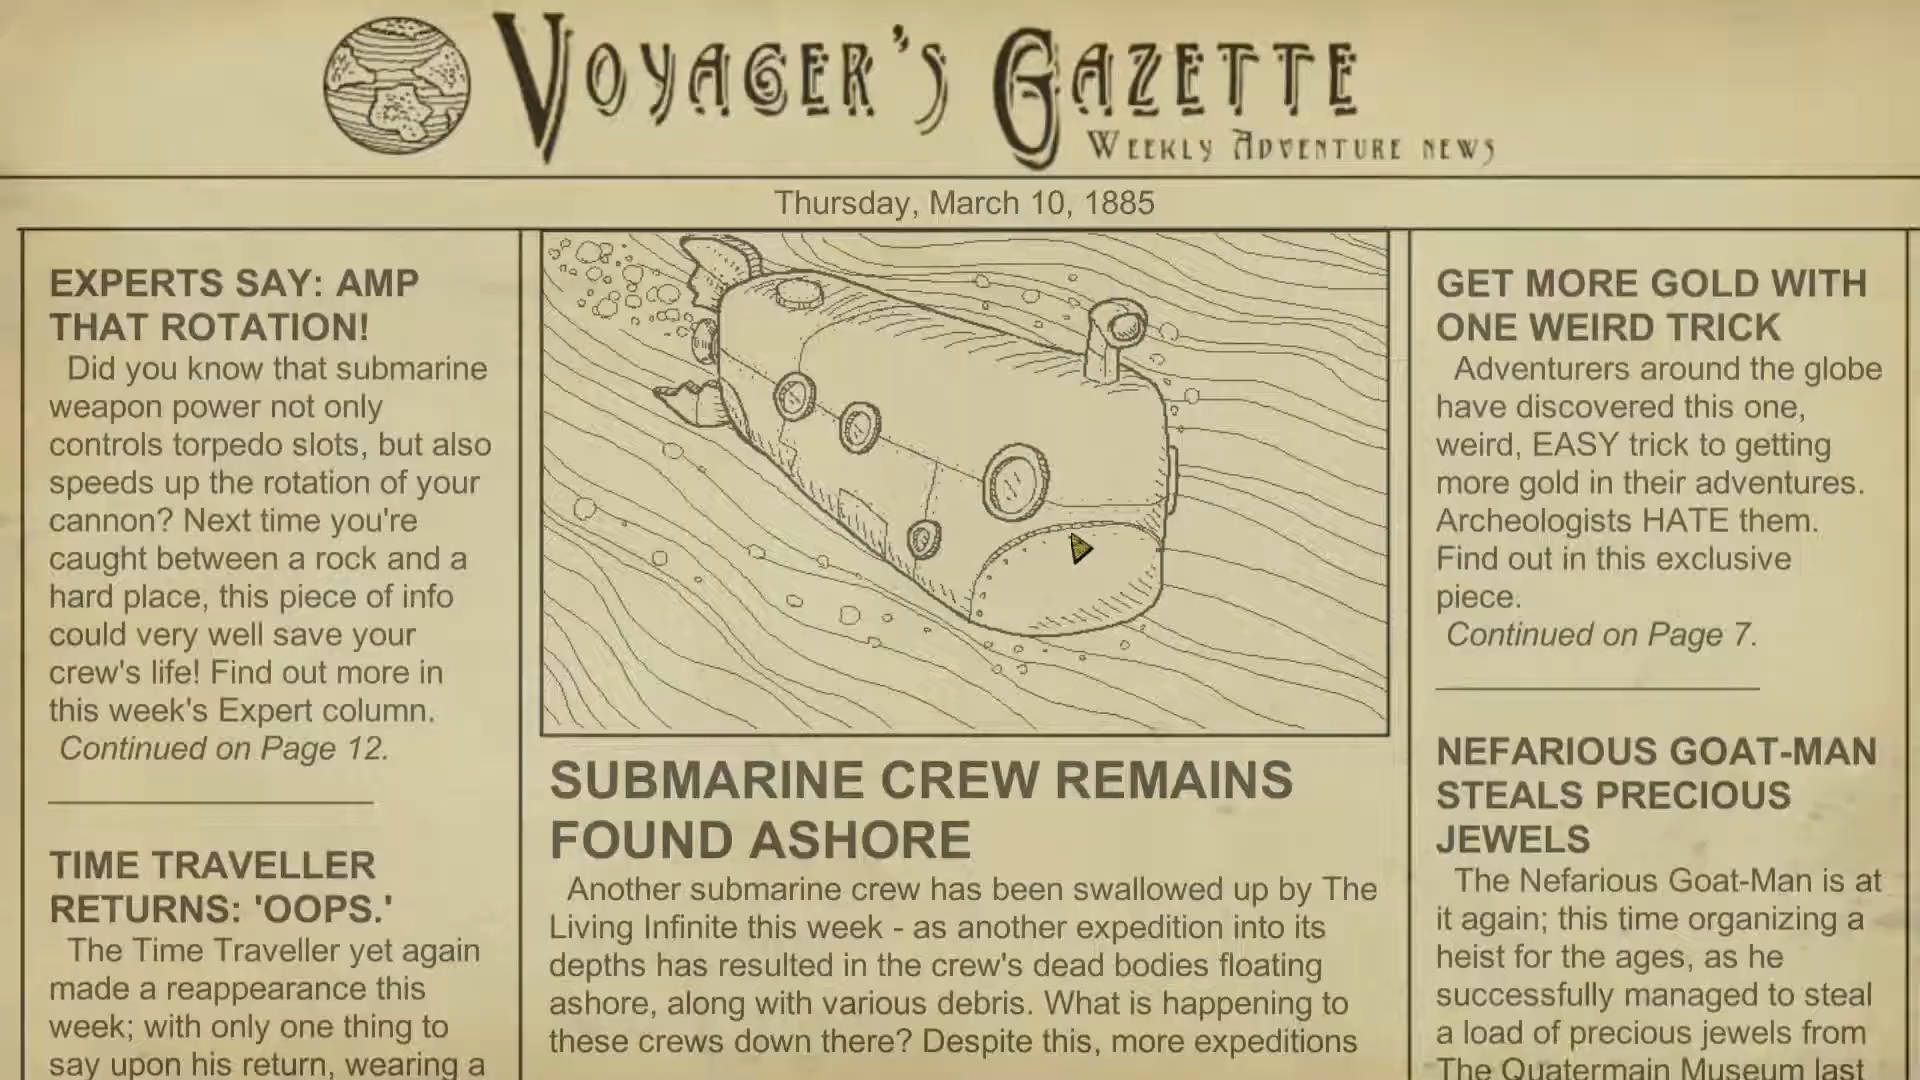 VOYAGER'S GAZETTE
WEEKLY ADVENTURE NEWS
Thursday, March 10, 1885
EXPERTS SAY: AMP
THAT ROTATION!
Did you know that submarine
weapon power not only
controls torpedo slots, but also
speeds up the rotation of your
cannon? Next time you're
caught between a rock and a
hard place, this piece of info
could very well save your
crew's life! Find out more in
this week's Expert column.
Continued on Page 12.
TIME TRAVELLER
RETURNS: 'OOPS.'
The Time Traveller yet again
made a reappearance this
week; with only one thing to
say upon his return, wearing a
SUBMARINE CREW REMAINS
FOUND ASHORE
Another submarine crew has been swallowed up by The
Living Infinite this week - as another expedition into its
depths has resulted in the crew's dead bodies floating
ashore, along with various debris. What is happening to
these crews down there? Despite this, more expeditions
GET MORE GOLD WITH
ONE WEIRD TRICK
Adventurers around the globe
have discovered this one,
weird, EASY trick to getting
more gold in their adventures.
Archeologists HATE them.
Find out in this exclusive
piece.
Continued on Page 7.
NEFARIOUS GOAT-MAN
STEALS PRECIOUS
JEWELS
The Nefarious Goat-Man is at
it again; this time organizing a
heist for the ages, as he
successfully managed to steal
a load of precious jewels from
The Quatermain Museum last